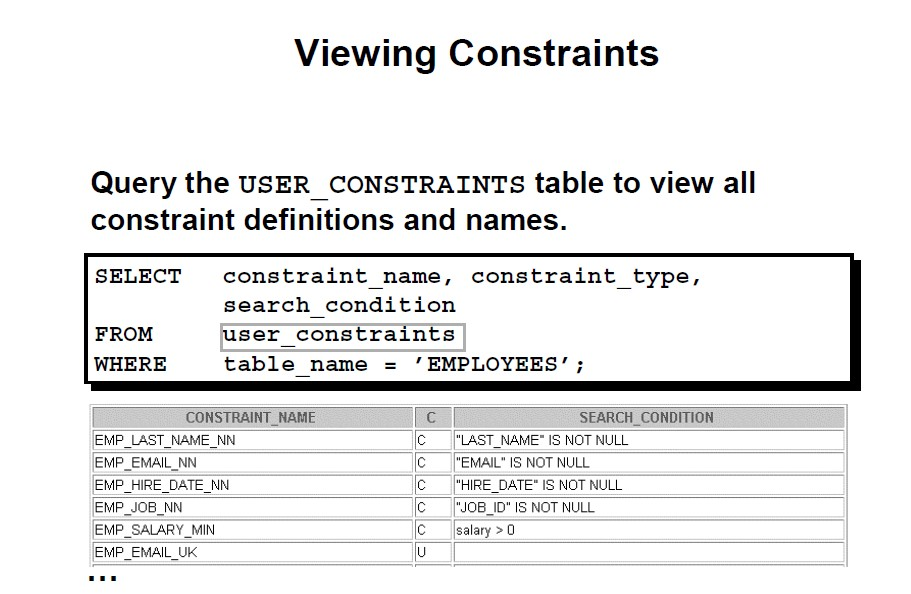 Viewing Constraints
Query the USER_CONSTRAINTS table to view all
constraint definitions and names.
SELECT constraint_name, constraint_type,
search_condition
FROM user_constraints
WHERE table_name = ’EMPLOYEES’;
CONSTRAINT_NAME C SEARCH_CONDITION
EMP_LAST_NAME_NN C "LAST_NAME" IS NOT NULL
EMP_EMAIL_NN C "EMAIL" IS NOT NULL
EMP_HIRE_DATE_NN C "HIRE_DATE" IS NOT NULL
EMP_JOB_NN C "JOB_ID" IS NOT NULL
EMP_SALARY_MIN C salary > 0
EMP_EMAIL_UK U
...